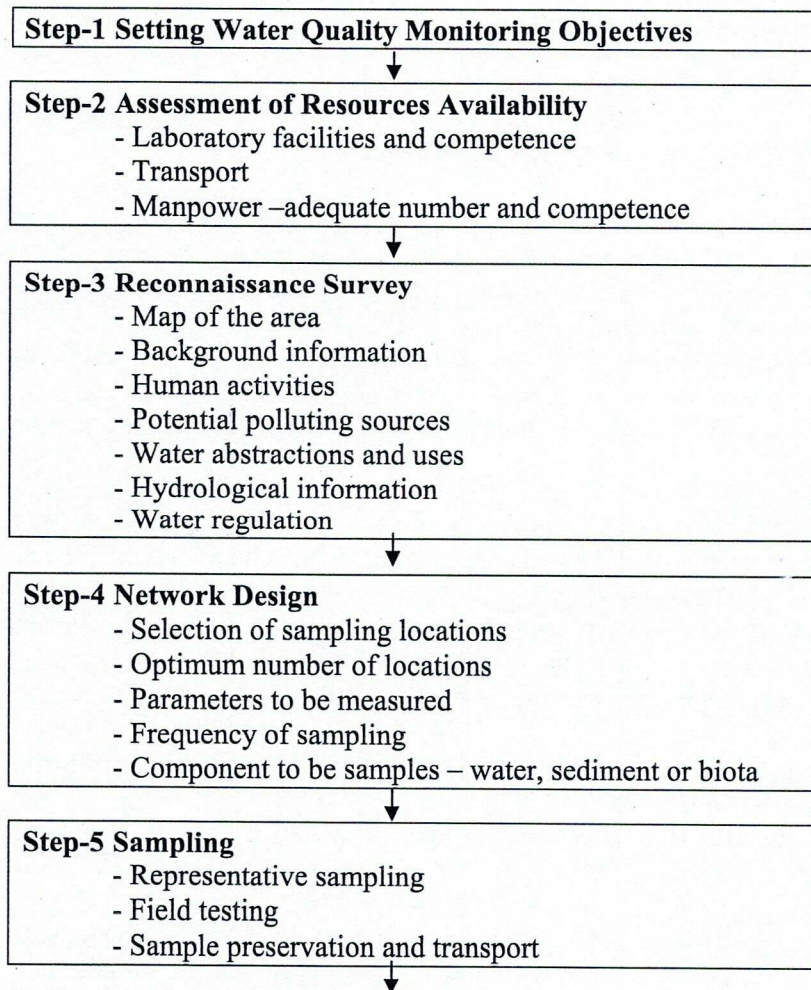 Step-1 Setting Water Quality Monitoring Objectives
Step-2 Assessment of Resources Availability
- Laboratory facilities and competence
- Transport
- Manpower –adequate number and competence
Step-3 Reconnaissance Survey
- Map of the area
- Background information
- Human activities
- Potential polluting sources
- Water abstractions and uses
- Hydrological information
- Water regulation
Step-4 Network Design
- Selection of sampling locations
- Optimum number of locations
- Parameters to be measured
- Frequency of sampling
- Component to be samples – water, sediment or biota
Step-5 Sampling
- Representative sampling
- Field testing
- Sample preservation and transport